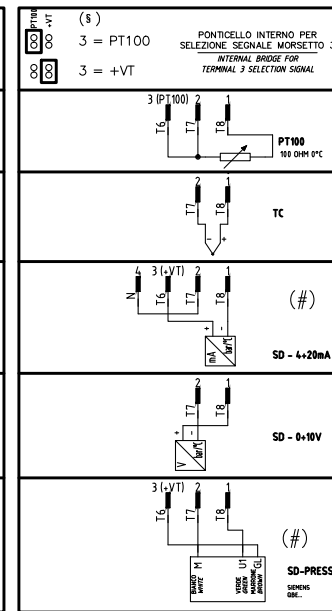 PT100 +VT (§)
3 = PT100
3 = +VT
PONTICELLO INTERNO PER
SELEZIONE SEGNALE MORSETTO 3
INTERNAL BRIDGE FOR
TERMINAL 3 SELECTION SIGNAL
3 (PT100) 2 1
T6 T7 T8
PT100
100 OHM 0°C
2 1
T7 T8
- +
TC
4 3 (+VT) 2 1
N T6 T7 T8
(#)
+ -
mA bar/°C
SD - 4÷20mA
2 1
T7 T8
+ -
V bar/°C
SD - 0÷10V
3 (+VT) 2 1
T6 T7 T8
(#)
M U1 GL
BIANCO WHITE VERDE GREEN MARRONE BROWN
SD-PRESS
SIEMENS
QBE..